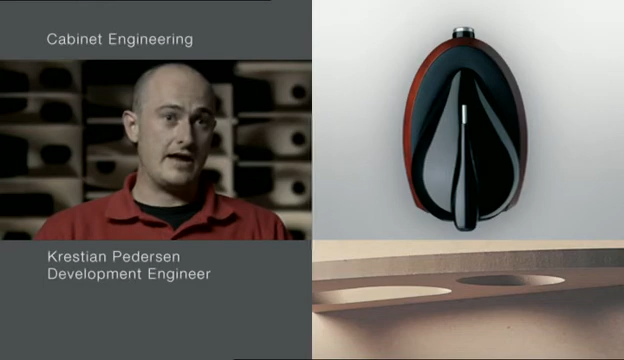 Cabinet Engineering
Krestian Pedersen
Development Engineer